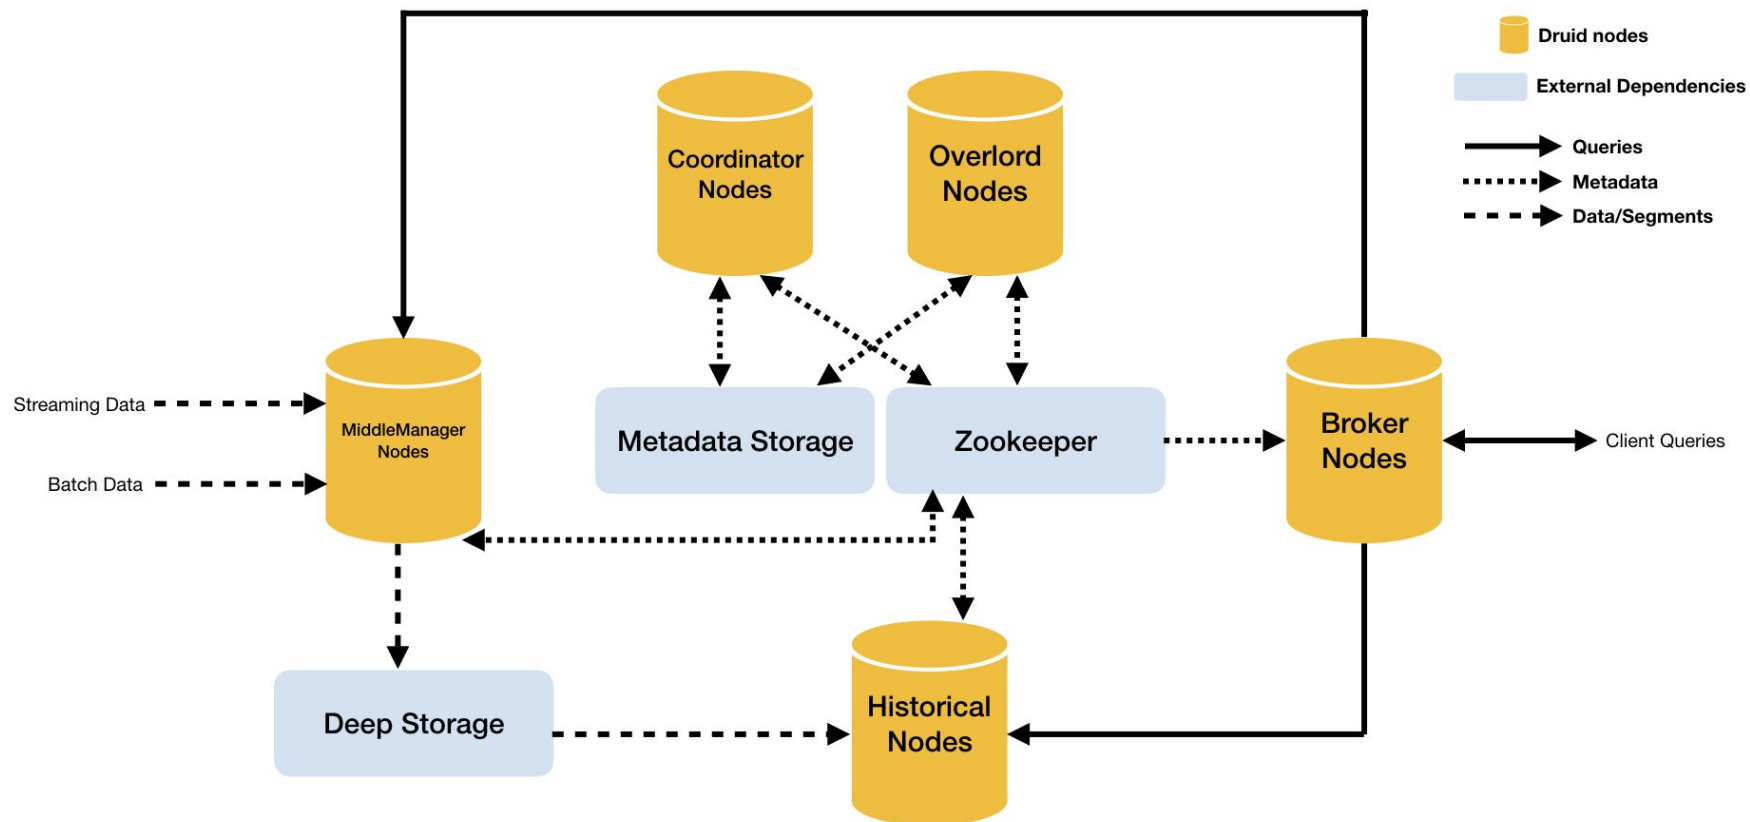 Druid nodes
External Dependencies
Queries
Metadata
Data/Segments
Coordinator
Nodes
Overlord
Nodes
Streaming Data
Batch Data
MiddleManager
Nodes
Metadata Storage
Zookeeper
Broker
Nodes
Client Queries
Deep Storage
Historical
Nodes